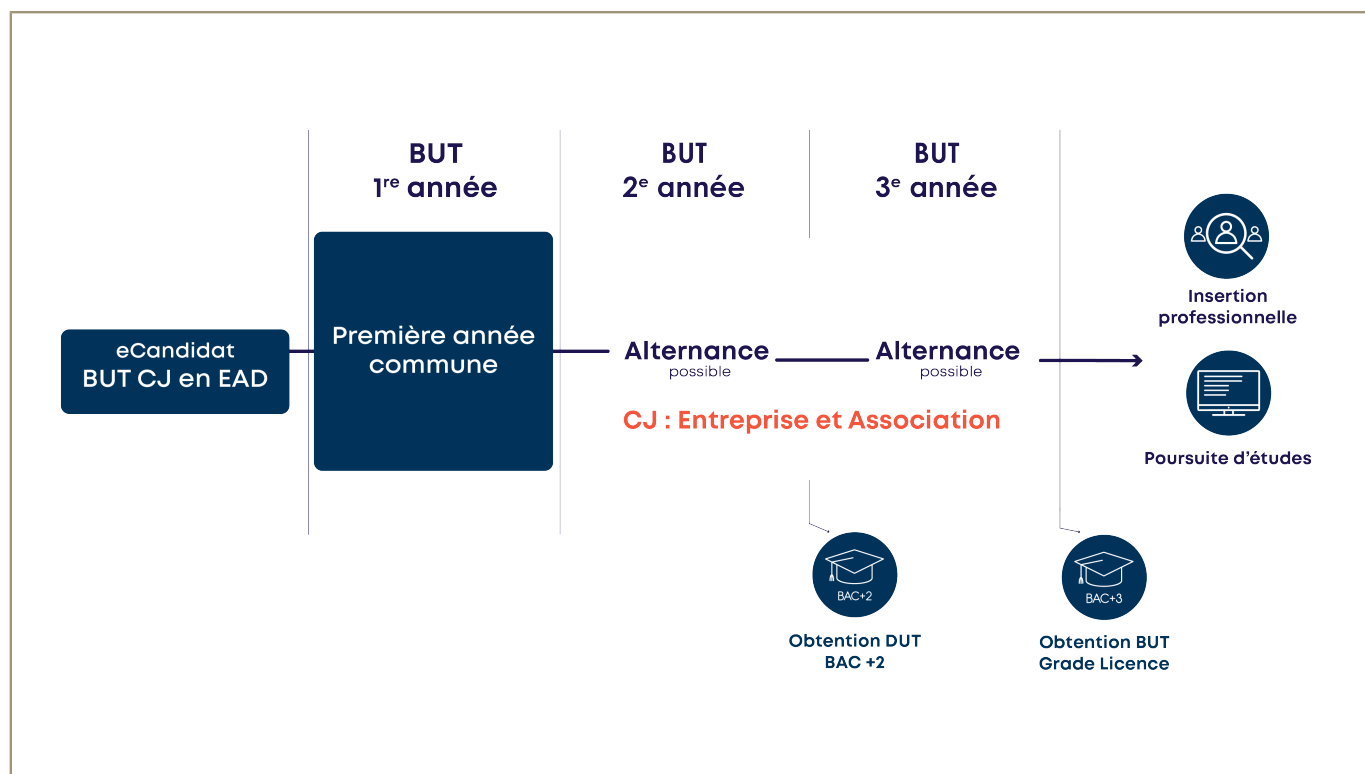 BUT
1re année
BUT
2e année
BUT
3e année
eCandidat
BUT CJ en EAD
Première année
commune
Alternance
possible
Alternance
possible
CJ : Entreprise et Association
Insertion
professionnelle
Poursuite d'études
BAC+2
Obtention DUT
BAC +2
BAC+3
Obtention BUT
Grade Licence